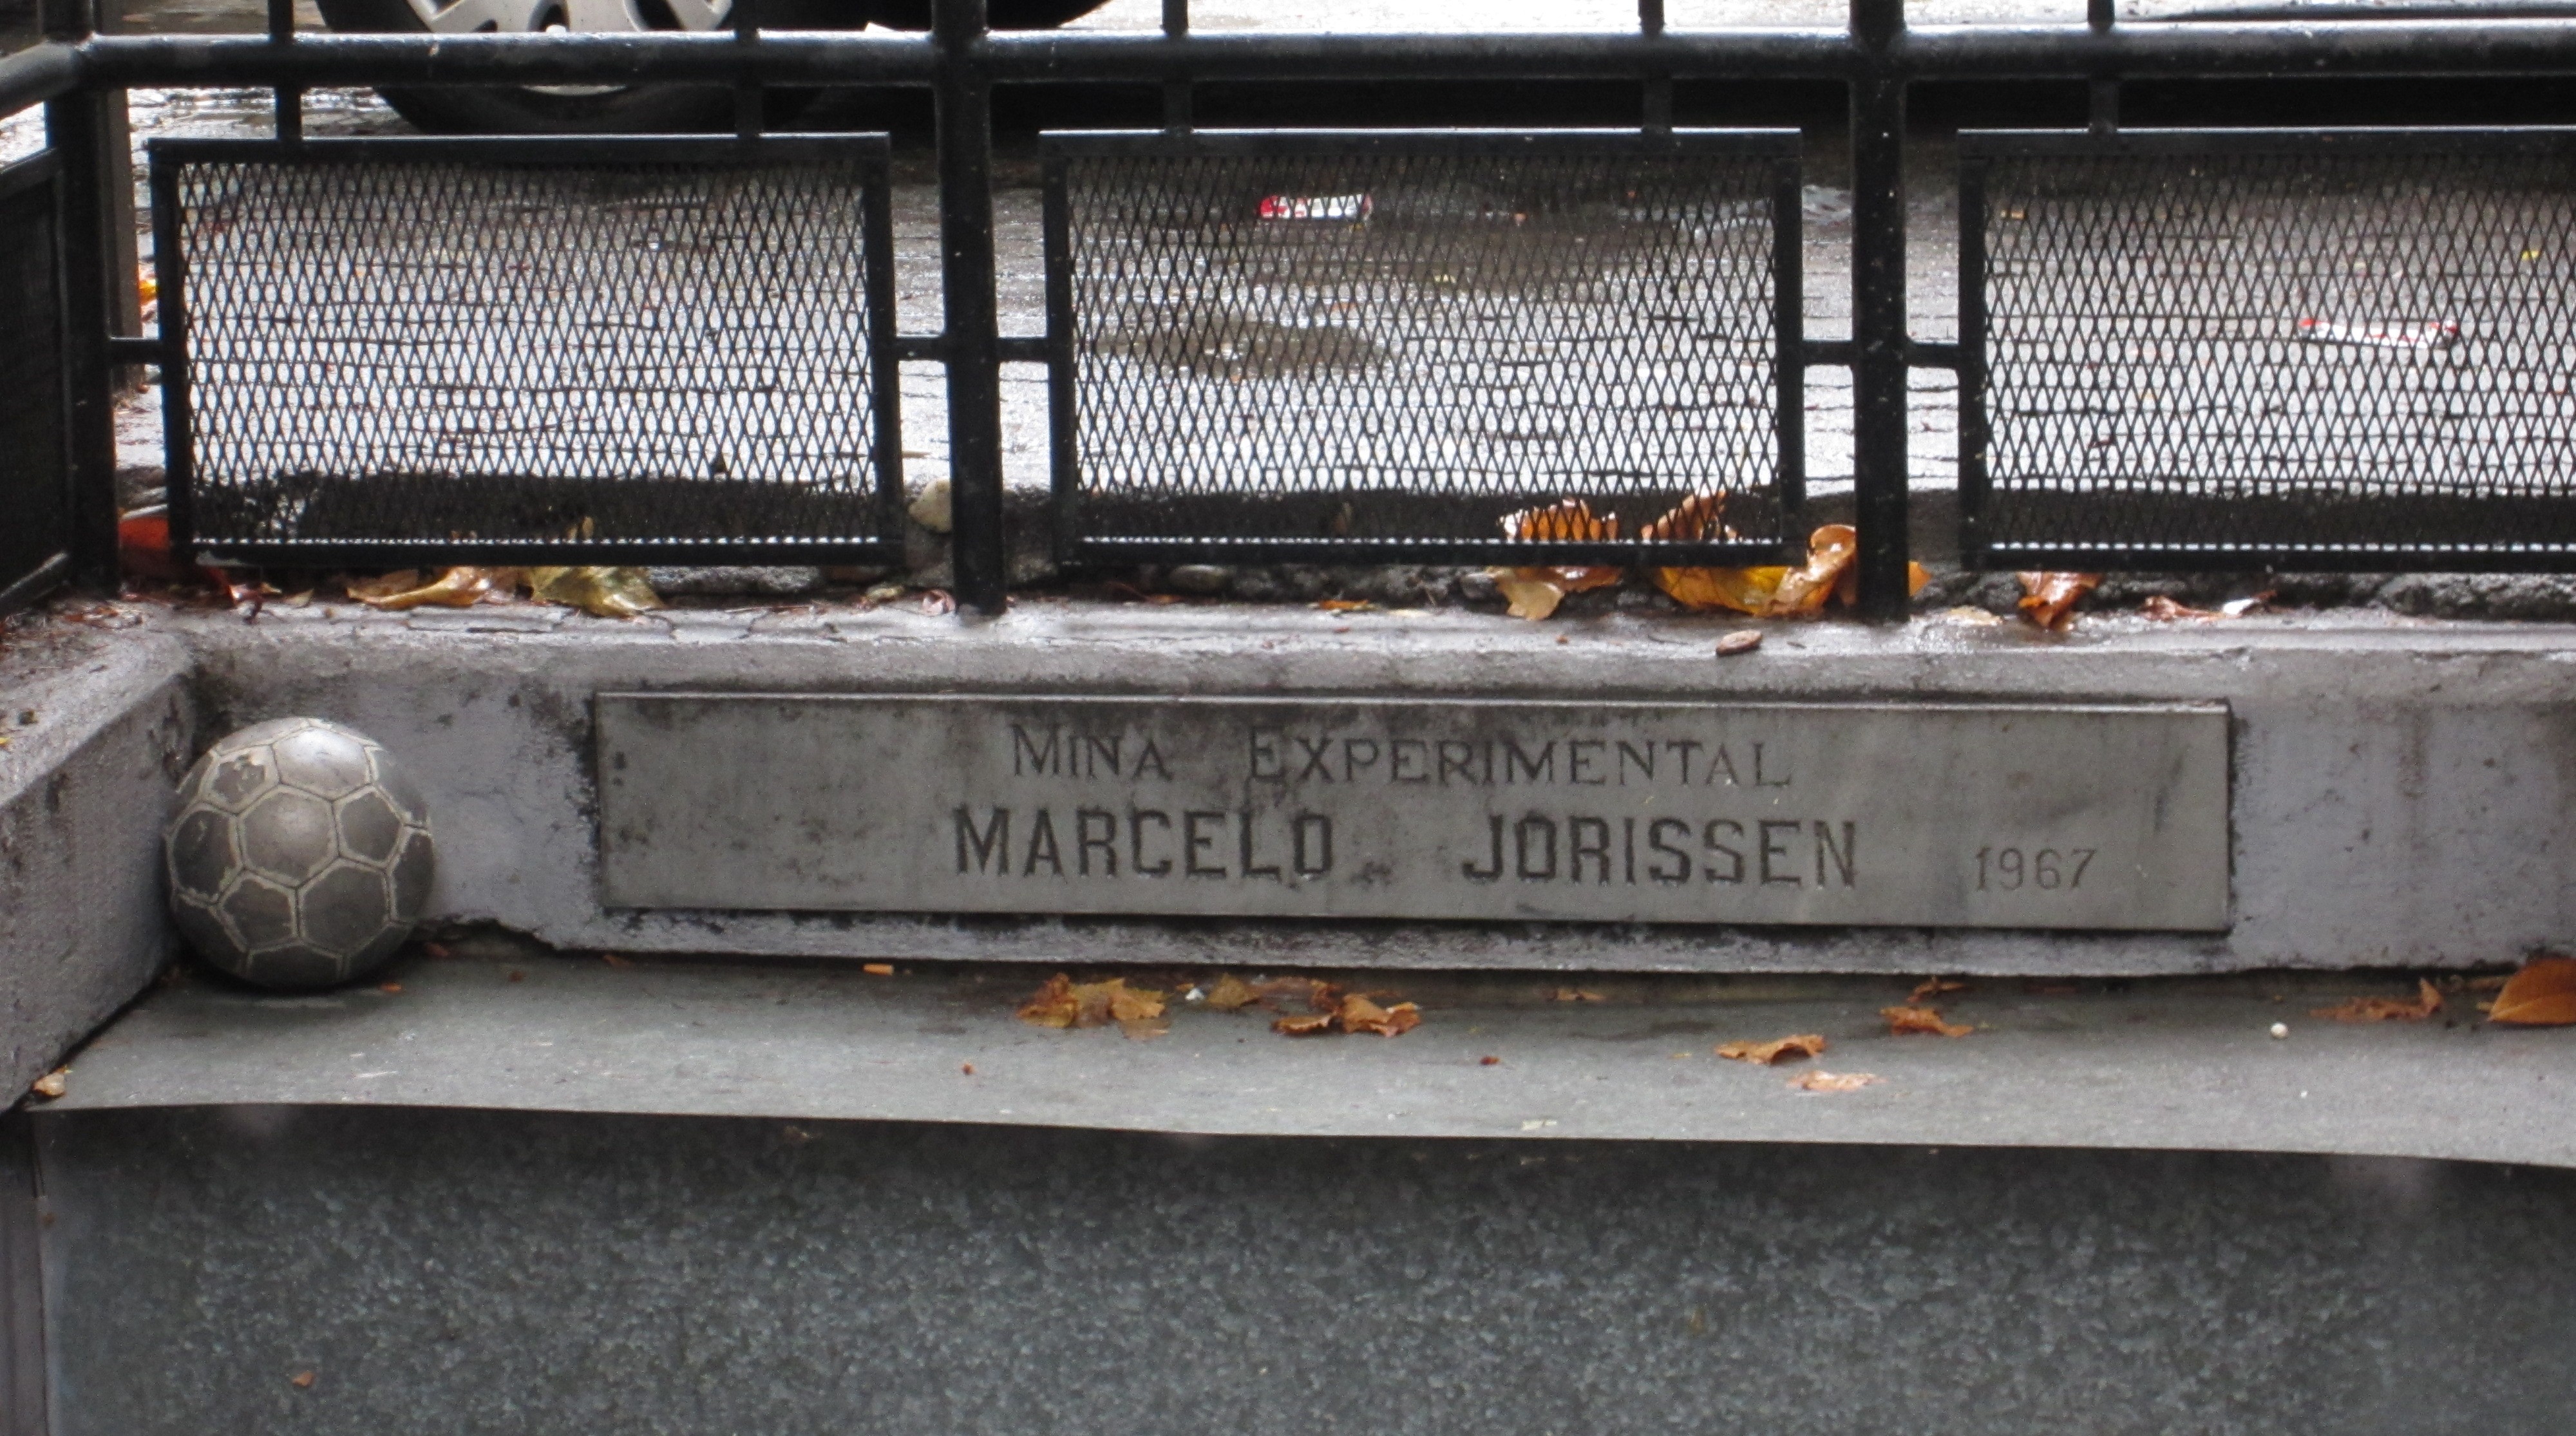 MINA EXPERIMENTAL
MARCELO JORISSEN 1967